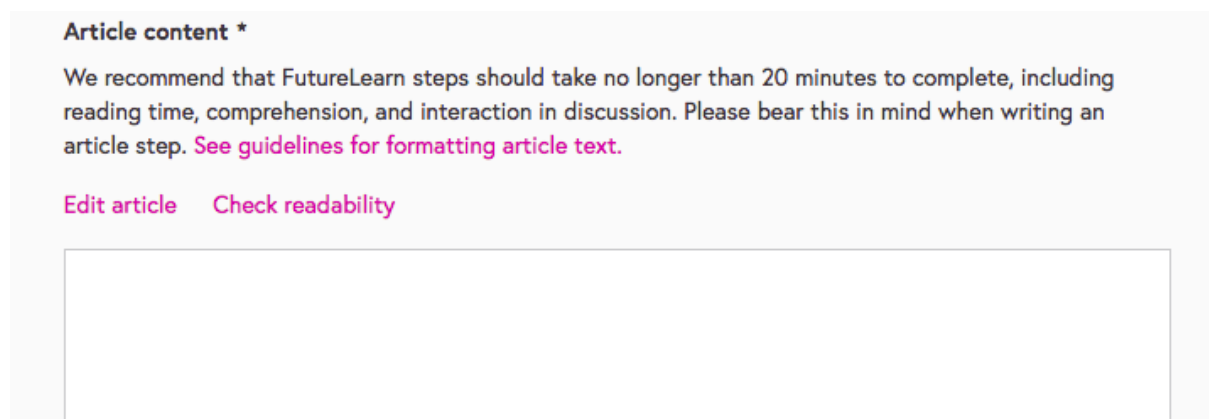 Article content *
We recommend that FutureLearn steps should take no longer than 20 minutes to complete, including
reading time, comprehension, and interaction in discussion. Please bear this in mind when writing an
article step. See guidelines for formatting article text.
Edit article Check readability